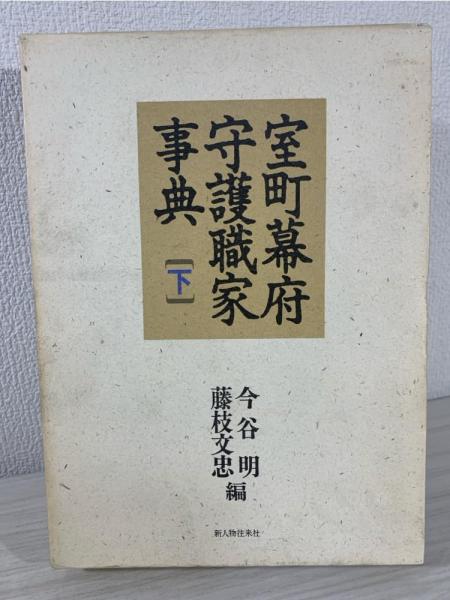 室町幕府
守護職家
事典
【下】
今谷明
藤枝文忠
編
新人物往来社